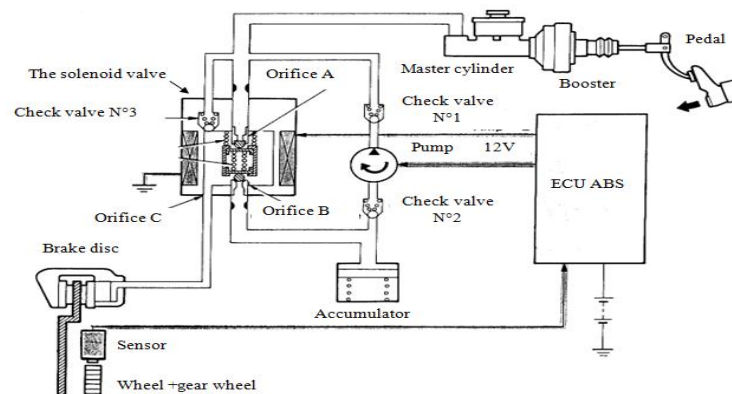 Pedal
Master cylinder
Booster
The solenoid valve
Orifice A
Check valve N°3
Check valve
N°1
Pump 12V
ECU ABS
Orifice B
Orifice C
Check valve
N°2
Brake disc
Accumulator
Sensor
Wheel +gear wheel